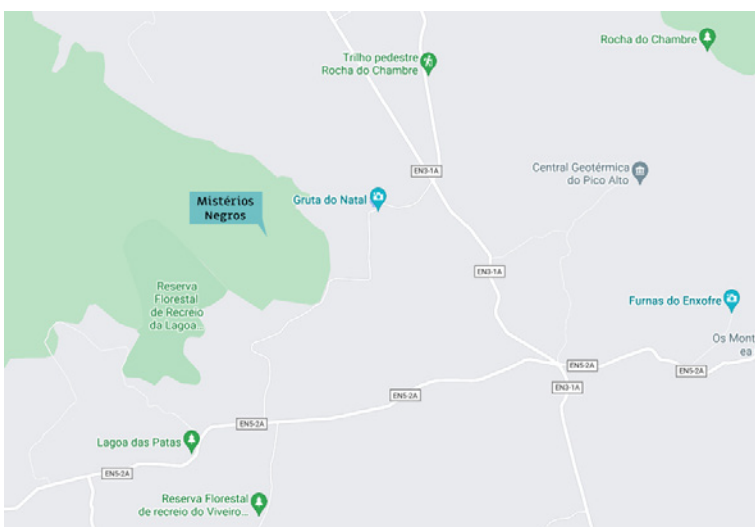 Rocha do Chambre
Trilho pedestre
Rocha do Chambre
EN3-1A
Central Geotérmica
do Pico Alto
Mistérios
Negros
Gruta do Natal
EN3-1A
Reserva
Florestal
de Recreio
da Lagoa...
Furnas do Enxofre
Os Mont
ea
EN5-2A
EN5-2A
EN3-1A
EN5-2A
EN5-2A
Lagoa das Patas
EN5-2A
Reserva Florestal
de recreio do Viveiro...